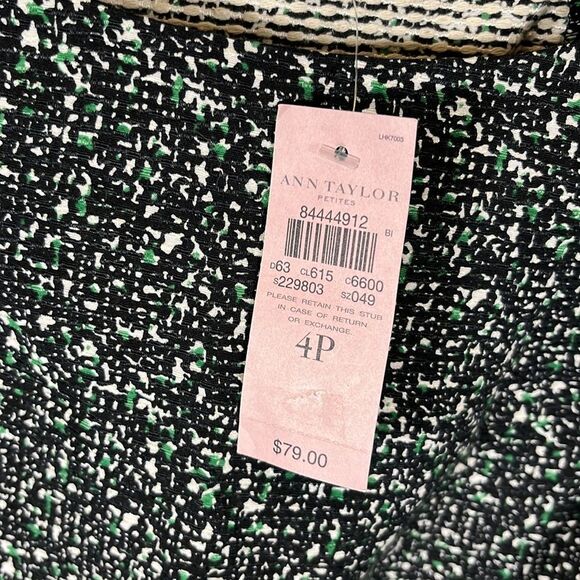 LHK7005
ANN TAYLOR
PETITES
84444912
BI
D63 CL615 C6600
S229803 SZ049
PLEASE RETAIN THIS STUB
IN CASE OF RETURN
OR EXCHANGE.
4P
$79.00